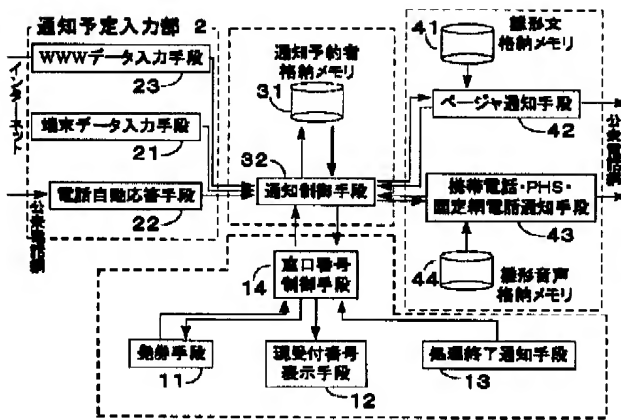 通知予定入力部 2
WWWデータ入力手段
23
端末データ入力手段
21
電話自動応答手段
22
インターネット
公衆電話網
通知予約者
格納メモリ
31
32
通知制御手段
41
雛形文
格納メモリ
ページャ通知手段
42
携帯電話・PHS・
固定網電話通知手段
43
44
雛形音声
格納メモリ
公衆電話網
14
窓口番号
制御手段
発券手段
11
現受付番号
表示手段
12
処理終了通知手段
13